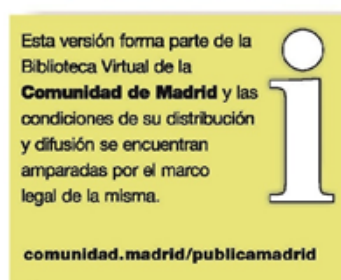 Esta versión forma parte de la
Biblioteca Virtual de la
Comunidad de Madrid y las
condiciones de su distribución
y difusión se encuentran
amparadas por el marco
legal de la misma.
comunidad.madrid/publicamadrid